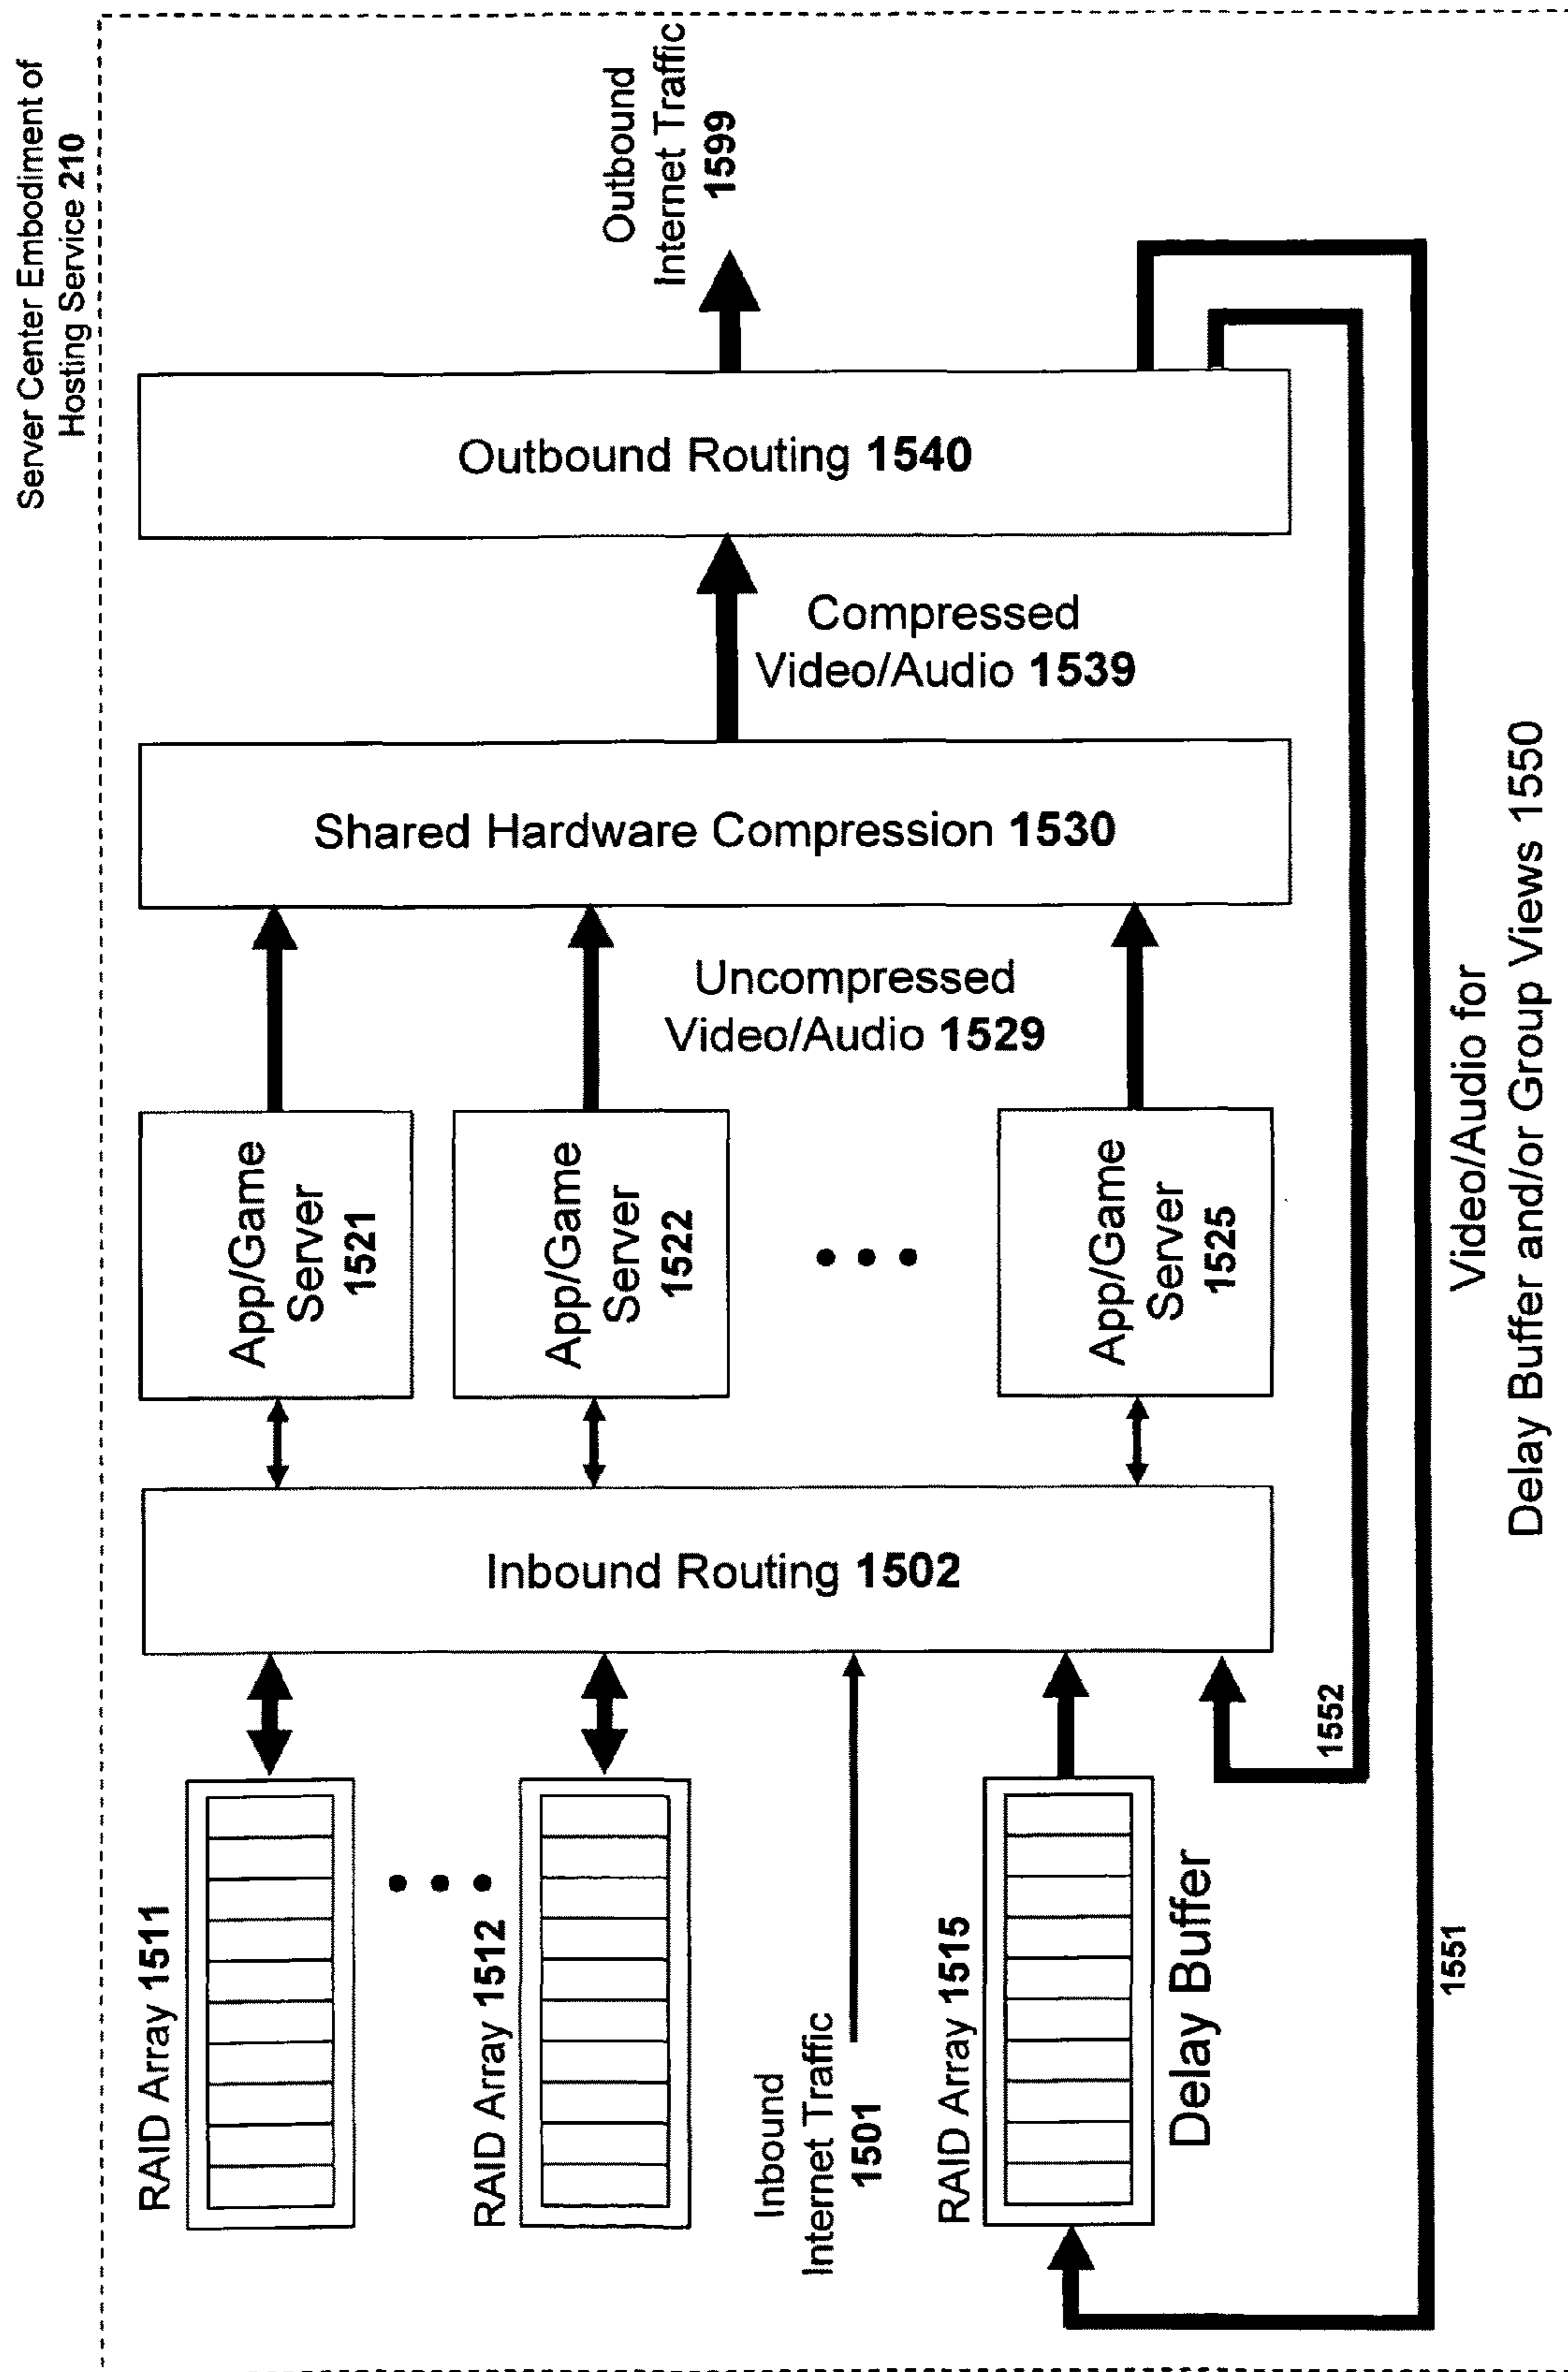 Server Center Embodiment of
Hosting Service 210
RAID Array 1511
RAID Array 1512
Inbound
Internet Traffic
1501
RAID Array 1515
Delay Buffer
Inbound Routing 1502
App/Game
Server
1521
App/Game
Server
1522
App/Game
Server
1525
Uncompressed
Video/Audio 1529
Shared Hardware Compression 1530
Compressed
Video/Audio 1539
Outbound Routing 1540
Outbound
Internet Traffic
1599
1552
1551
Video/Audio for
Delay Buffer and/or Group Views 1550